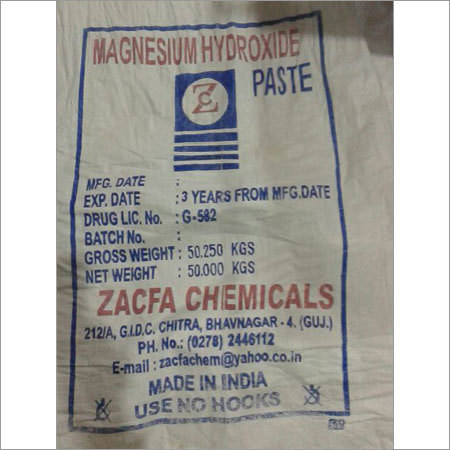 MAGNESIUM HYDROXIDE
PASTE
ZC
MFG. DATE :
EXP. DATE : 3 YEARS FROM MFG.DATE
DRUG LIC. No. : G-582
BATCH No. :
GROSS WEIGHT : 50.250 KGS
NET WEIGHT : 50.000 KGS
ZACFA CHEMICALS
212/A, G.I.D.C. CHITRA, BHAVNAGAR - 4. (GUJ.)
PH. No.: (0278) 2446112
E-mail : zacfachem@yahoo.co.in
MADE IN INDIA
USE NO HOOKS